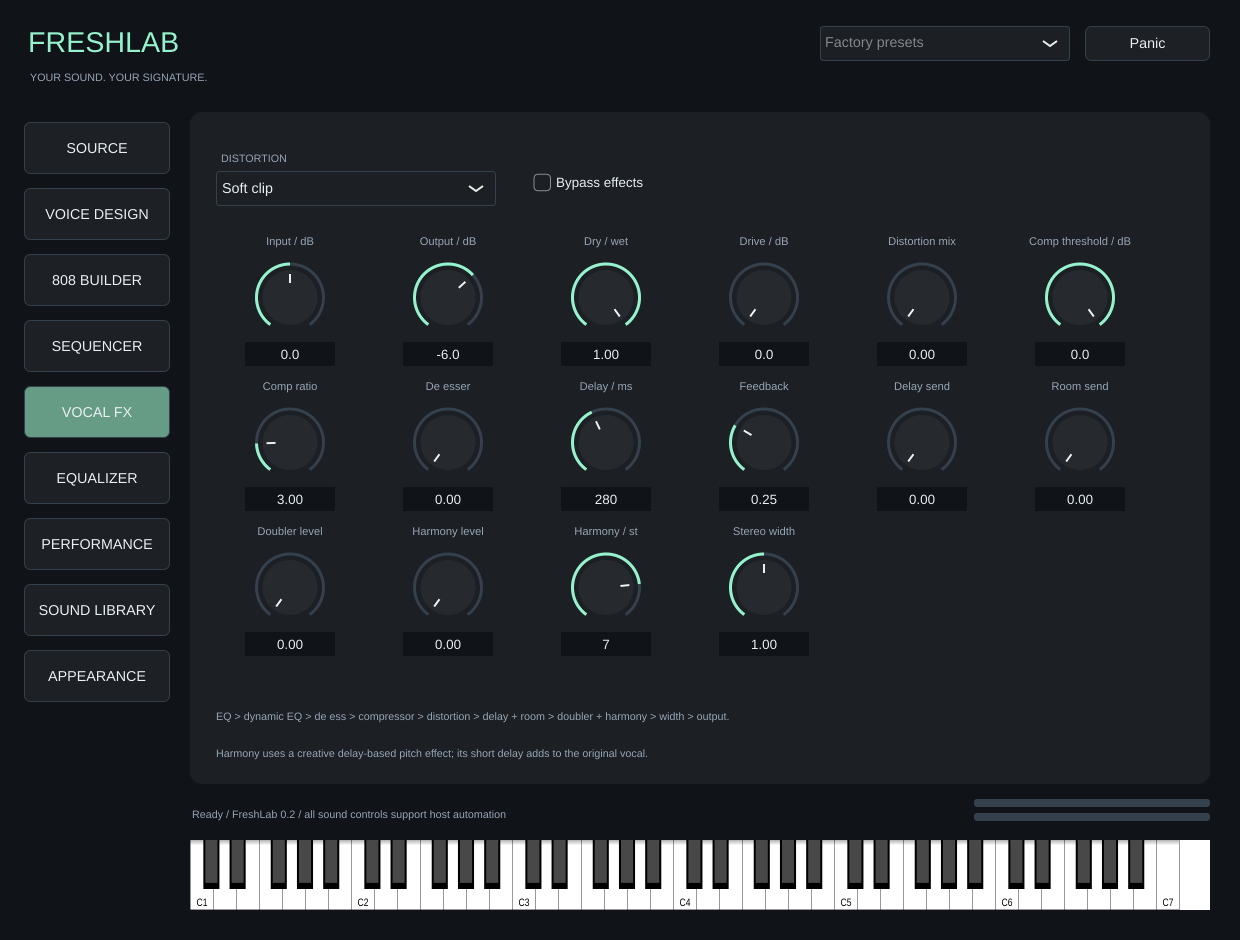 FRESHLAB
YOUR SOUND. YOUR SIGNATURE.
Factory presets
Panic
SOURCE
VOICE DESIGN
808 BUILDER
SEQUENCER
VOCAL FX
EQUALIZER
PERFORMANCE
SOUND LIBRARY
APPEARANCE
DISTORTION
Soft clip
Bypass effects
Input / dB
Output / dB
Dry / wet
Drive / dB
Distortion mix
Comp threshold / dB
0.0
-6.0
1.00
0.0
0.00
0.0
Comp ratio
De esser
Delay / ms
Feedback
Delay send
Room send
3.00
0.00
280
0.25
0.00
0.00
Doubler level
Harmony level
Harmony / st
Stereo width
0.00
0.00
7
1.00
EQ > dynamic EQ > de ess > compressor > distortion > delay + room > doubler + harmony > width > output.
Harmony uses a creative delay-based pitch effect; its short delay adds to the original vocal.
Ready / FreshLab 0.2 / all sound controls support host automation
C1
C2
C3
C4
C5
C6
C7